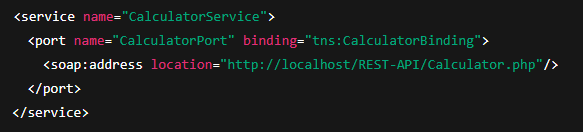 <service name="CalculatorService">
<port name="CalculatorPort" binding="tns:CalculatorBinding">
<soap:address location="http://localhost/REST-API/Calculator.php"/>
</port>
</service>